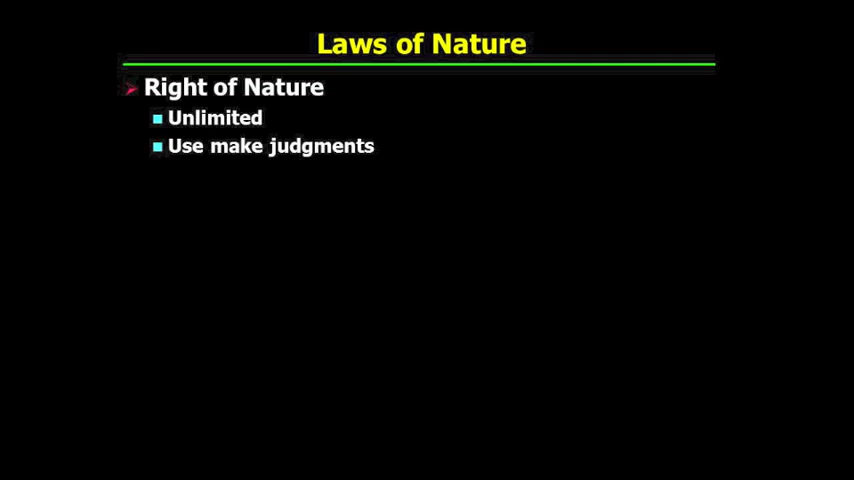 Laws of Nature
Right of Nature
Unlimited
Use make judgments